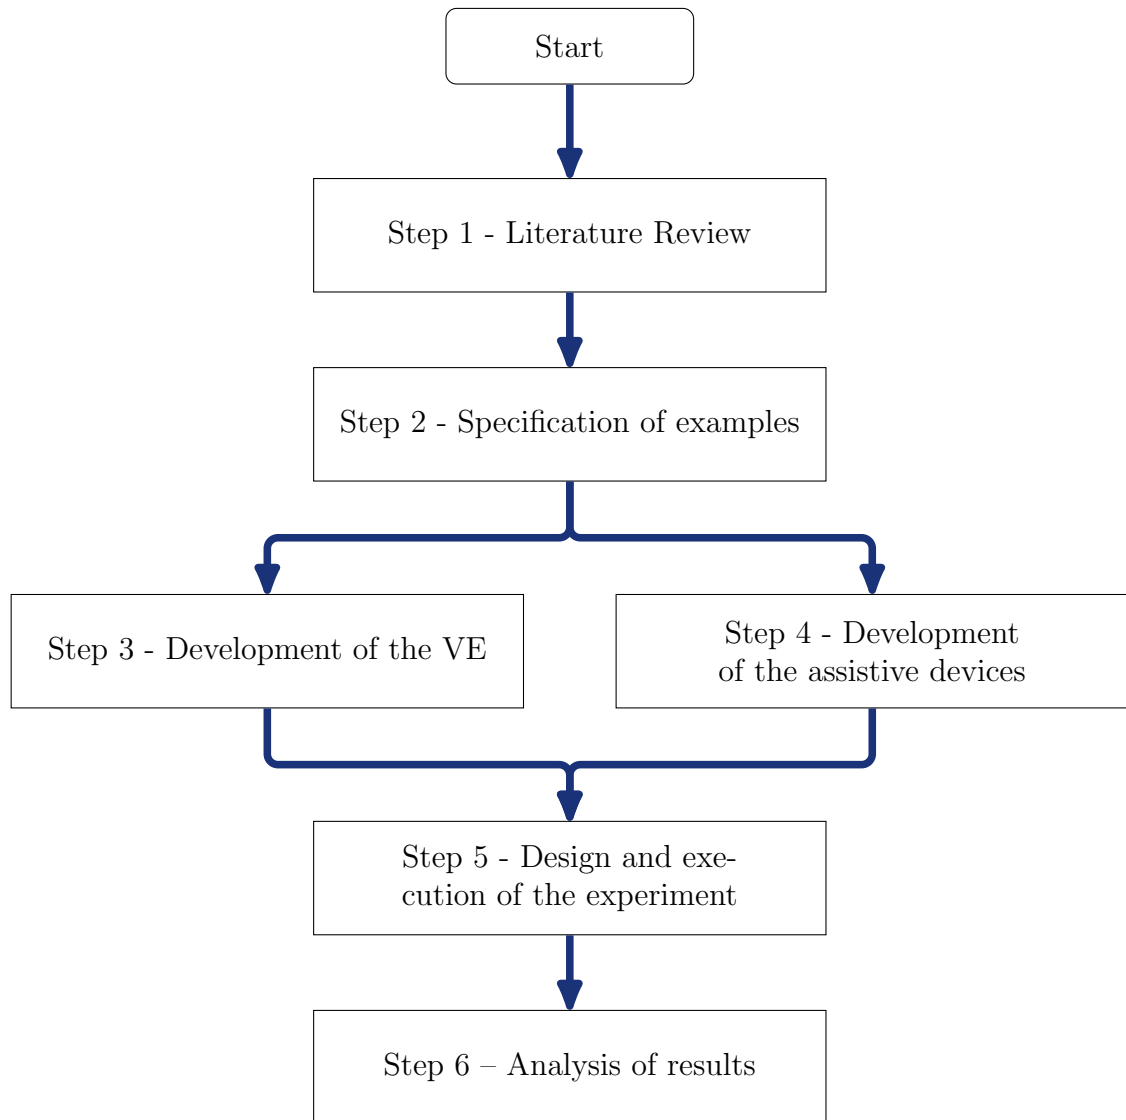 Start
Step 1 - Literature Review
Step 2 - Specification of examples
Step 3 - Development of the VE
Step 4 - Development
of the assistive devices
Step 5 - Design and exe-
cution of the experiment
Step 6 – Analysis of results